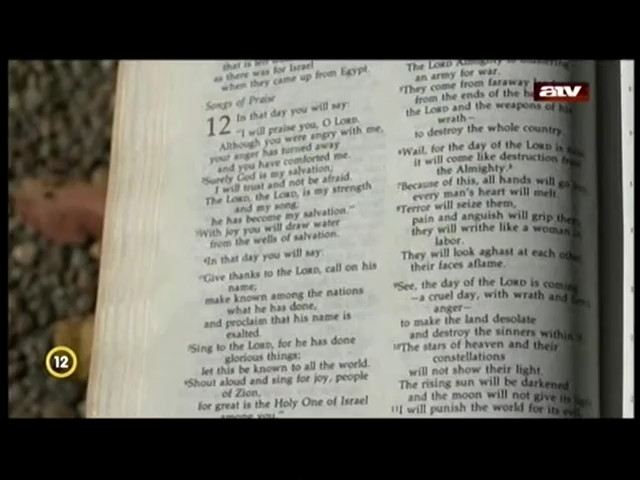 that is left
as there was for Israel
when they came up from Egypt.
Songs of Praise
12 In that day you will say:
"I will praise you, O LORD.
Although you were angry with me,
your anger has turned away
and you have comforted me.
2Surely God is my salvation;
I will trust and not be afraid.
The LORD, the LORD, is my strength
and my song;
he has become my salvation."
3With joy you will draw water
from the wells of salvation.
4In that day you will say:
"Give thanks to the LORD, call on his
name;
make known among the nations
what he has done,
and proclaim that his name is
exalted.
5Sing to the LORD, for he has done
glorious things;
let this be known to all the world.
6Shout aloud and sing for joy, people
of Zion,
for great is the Holy One of Israel
among you."
The LORD Almighty is mustering
an army for war.
5They come from faraway
from the ends of the
the LORD and the weapons of his
wrath—
to destroy the whole country.
6Wail, for the day of the LORD is
it will come like destruction from
the Almighty.
7Because of this, all hands will go
every man's heart will melt.
8Terror will seize them,
pain and anguish will grip
they will writhe like a woman
labor.
They will look aghast at each other
their faces aflame.
9See, the day of the LORD is coming
—a cruel day, with wrath and
anger—
to make the land desolate
and destroy the sinners within
10The stars of heaven and their
constellations
will not show their light.
The rising sun will be darkened
and the moon will not give its
11I will punish the world for its
atv
12